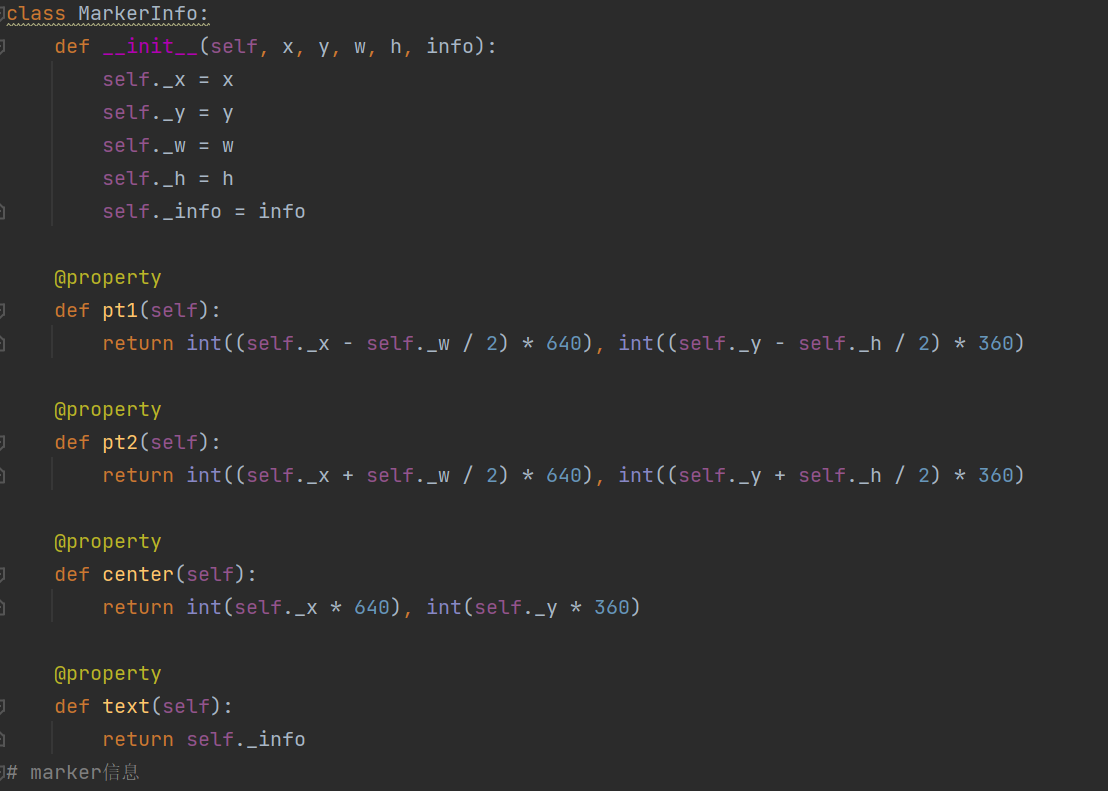 class MarkerInfo:
    def __init__(self, x, y, w, h, info):
        self._x = x
        self._y = y
        self._w = w
        self._h = h
        self._info = info
    @property
    def pt1(self):
        return int((self._x - self._w / 2) * 640), int((self._y - self._h / 2) * 360)
    @property
    def pt2(self):
        return int((self._x + self._w / 2) * 640), int((self._y + self._h / 2) * 360)
    @property
    def center(self):
        return int(self._x * 640), int(self._y * 360)
    @property
    def text(self):
        return self._info
# marker信息